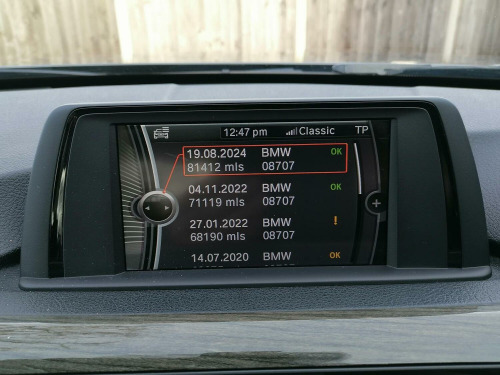 12:47 pm Classic TP
19.08.2024 BMW OK
81412 mls 08707
04.11.2022 BMW OK
71119 mls 08707
27.01.2022 BMW !
68190 mls 08707
14.07.2020 BMW OK